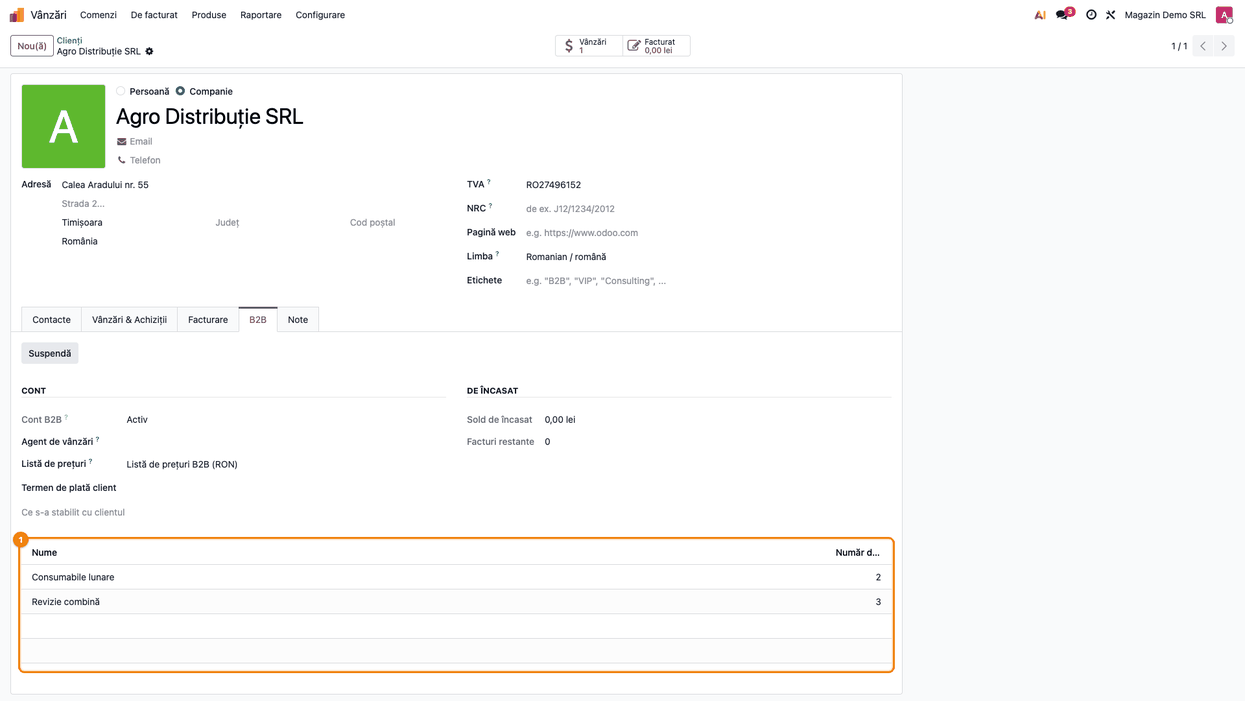 Vânzări Comenzi De facturat Produse Raportare Configurare AI 3 Magazin Demo SRL A
Nou(ă) Clienți
Agro Distribuție SRL
Vânzări 1 Facturat 0,00 lei 1 / 1
A
Persoană Companie
Agro Distribuție SRL
Email
Telefon
Adresă Calea Aradului nr. 55
Strada 2...
Timișoara Județ Cod poștal
România
TVA ? RO27496152
NRC ? de ex. J12/1234/2012
Pagină web e.g. https://www.odoo.com
Limba ? Romanian / română
Etichete e.g. "B2B", "VIP", "Consulting", ...
Contacte Vânzări & Achiziții Facturare B2B Note
Suspendă
CONT
Cont B2B ? Activ
Agent de vânzări ?
Listă de prețuri ? Listă de prețuri B2B (RON)
Termen de plată client
Ce s-a stabilit cu clientul
DE ÎNCASAT
Sold de încasat 0,00 lei
Facturi restante 0
1
Nume Număr d...
Consumabile lunare 2
Revizie combină 3